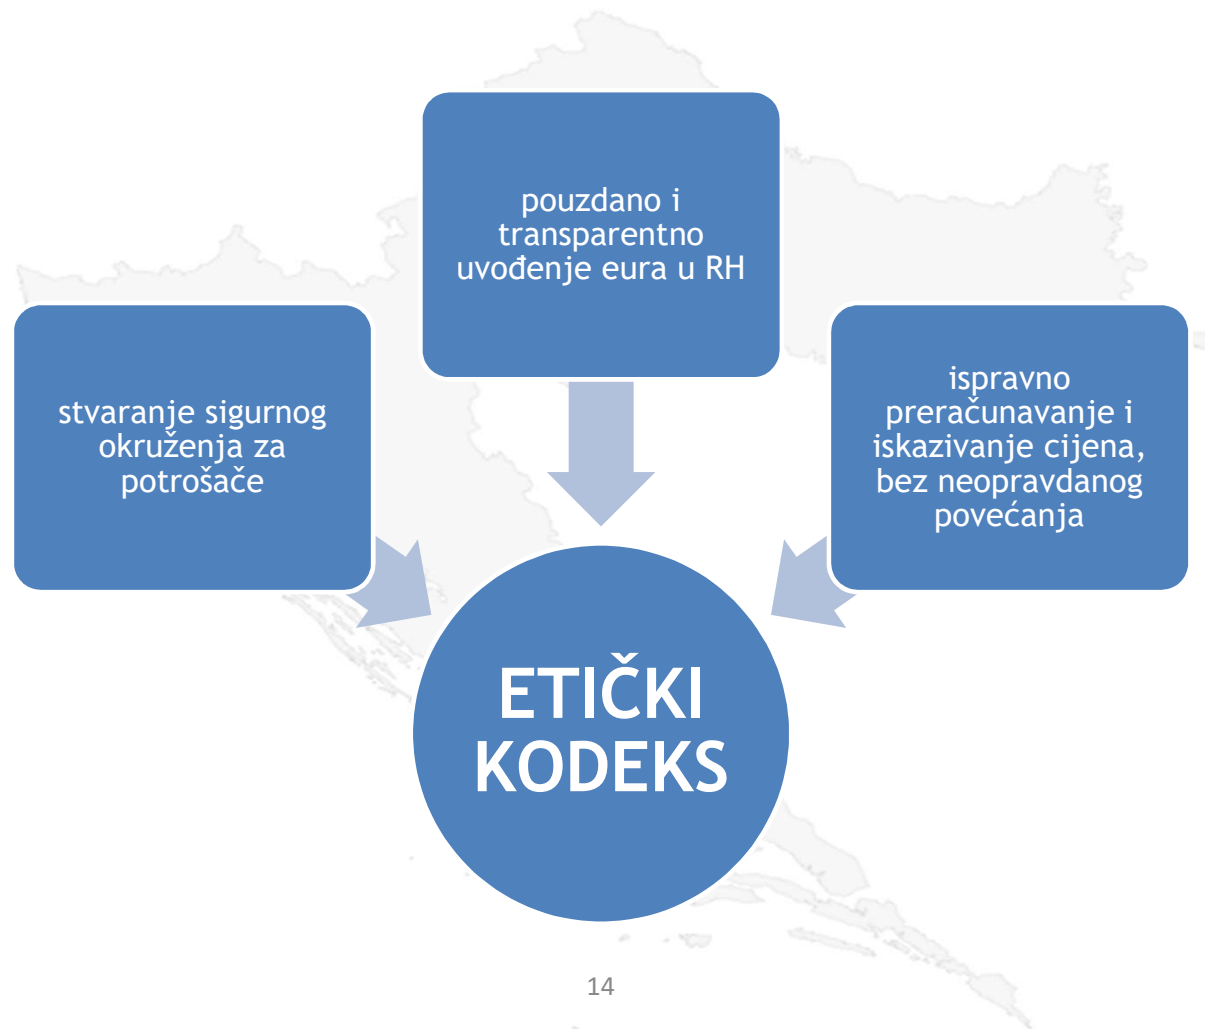 pouzdano i
transparentno
uvođenje eura u RH
stvaranje sigurnog
okruženja za
potrošače
ispravno
preračunavanje i
iskazivanje cijena,
bez neopravdanog
povećanja
ETIČKI
KODEKS
14